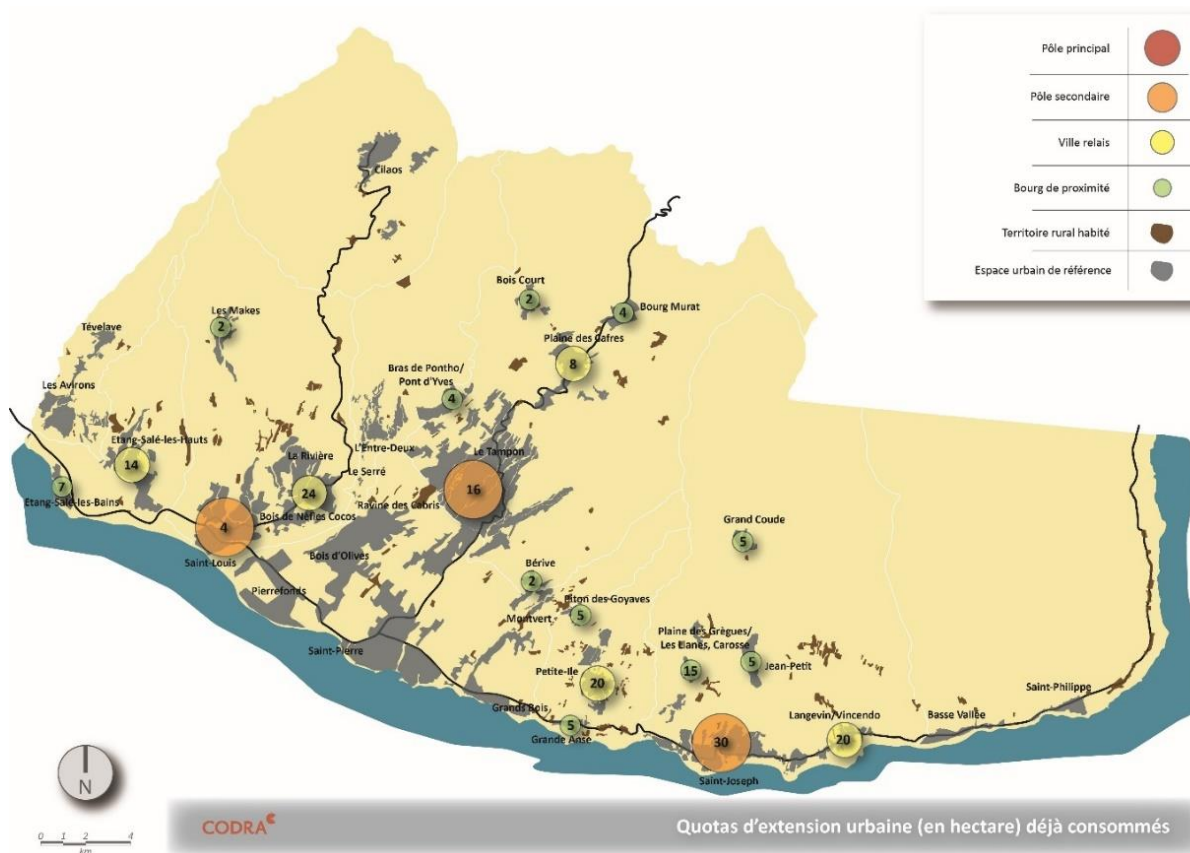 Pôle principal
Pôle secondaire
Ville relais
Bourg de proximité
Territoire rural habité
Espace urbain de référence
Cilaos
Bois Court
2
Bourg Murat
4
Les Makes
2
Tévelave
Plaine des Cafres
8
Bras de Pontho/
Pont d'Yves
4
Les Avirons
Etang-Salé-les-Hauts
14
L'Entre-Deux
Le Tampon
La Rivière
Le Serré
24
16
7
Etang-Salé-les-Bains
Ravine des Cabris
Bois de Nèfles Cocos
4
Saint-Louis
Grand Coude
5
Bois d'Olives
Bérive
2
Pierrefonds
Piton des-Goyaves
5
Montvert
Plaine des Grègues/
Les Lianes, Carosse
15
5
Jean-Petit
Saint-Pierre
Petite-Ile
20
Saint-Philippe
Grands Bois
5
Grande Anse
Langevin/Vincendo
20
Basse Vallée
30
Saint-Joseph
N
0 1 2 4
km
CODRA
Quotas d'extension urbaine (en hectare) déjà consommés